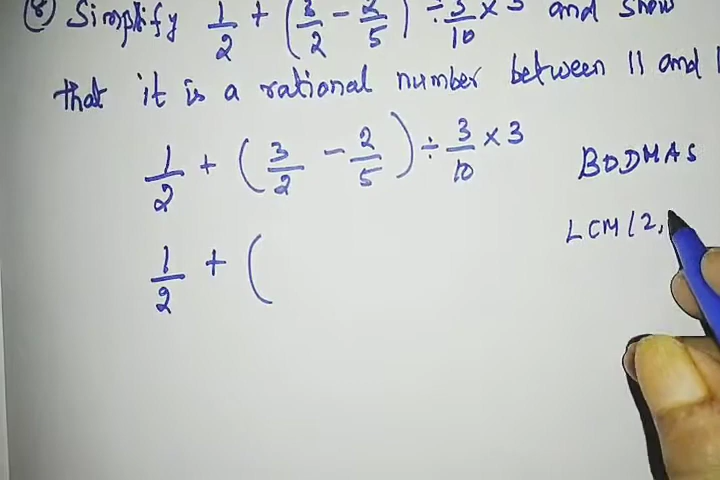 ⑧ Simplify 1/2 + (3/2 − 2/5) ÷ 3/10 × 3 and show
that it is a rational number between 11 and 1
1/2 + (3/2 − 2/5) ÷ 3/10 × 3
BODMAS
LCM(2,
1/2 + (